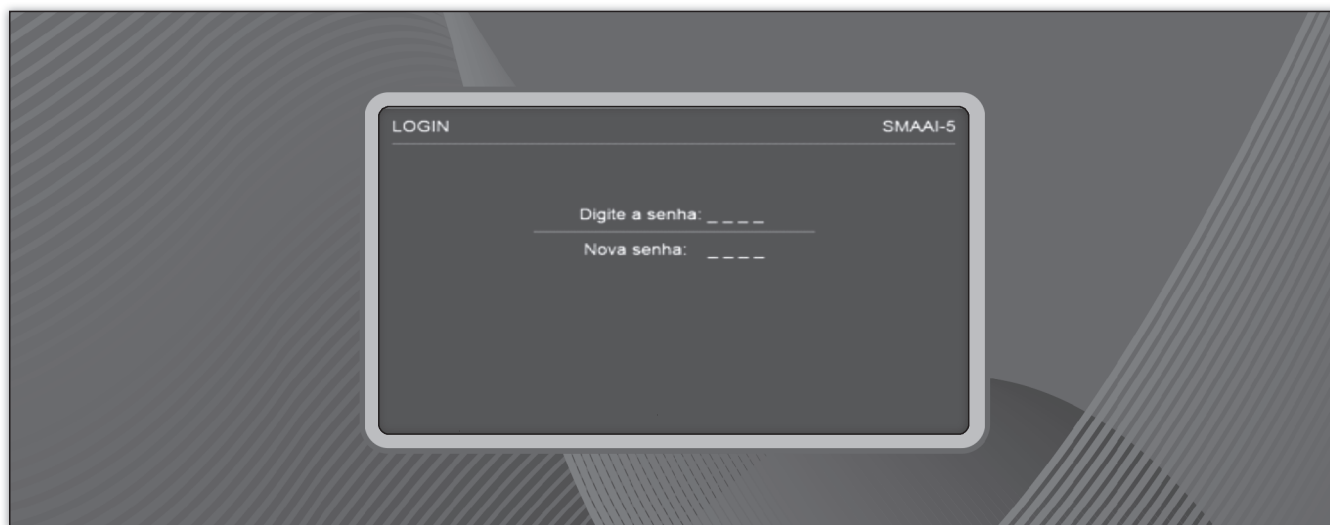 LOGIN SMAAI-5
Digite a senha: _ _ _ _
Nova senha: _ _ _ _